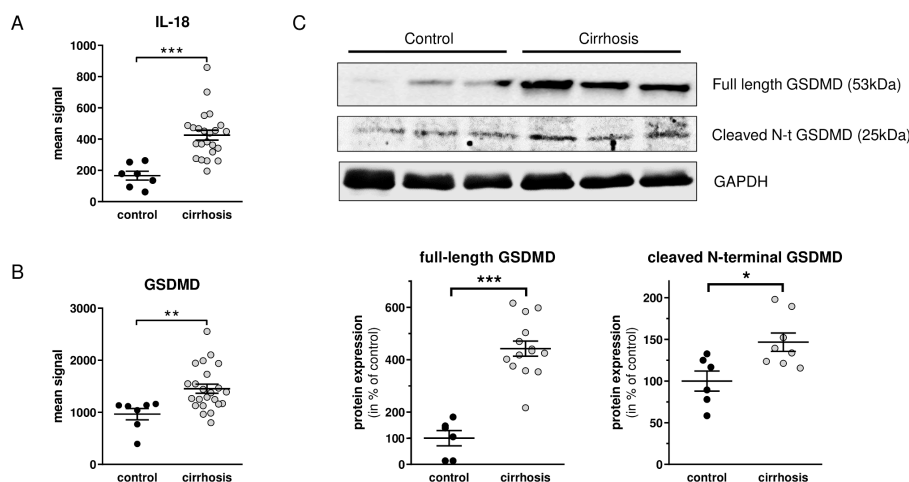 A
IL-18
***
mean signal
1000
800
600
400
200
0
control
cirrhosis
B
GSDMD
**
mean signal
3000
2000
1000
0
control
cirrhosis
C
Control
Cirrhosis
Full length GSDMD (53kDa)
Cleaved N-t GSDMD (25kDa)
GAPDH
full-length GSDMD
***
protein expression
(in % of control)
600
400
200
100
0
control
cirrhosis
cleaved N-terminal GSDMD
*
protein expression
(in % of control)
200
150
100
50
0
control
cirrhosis